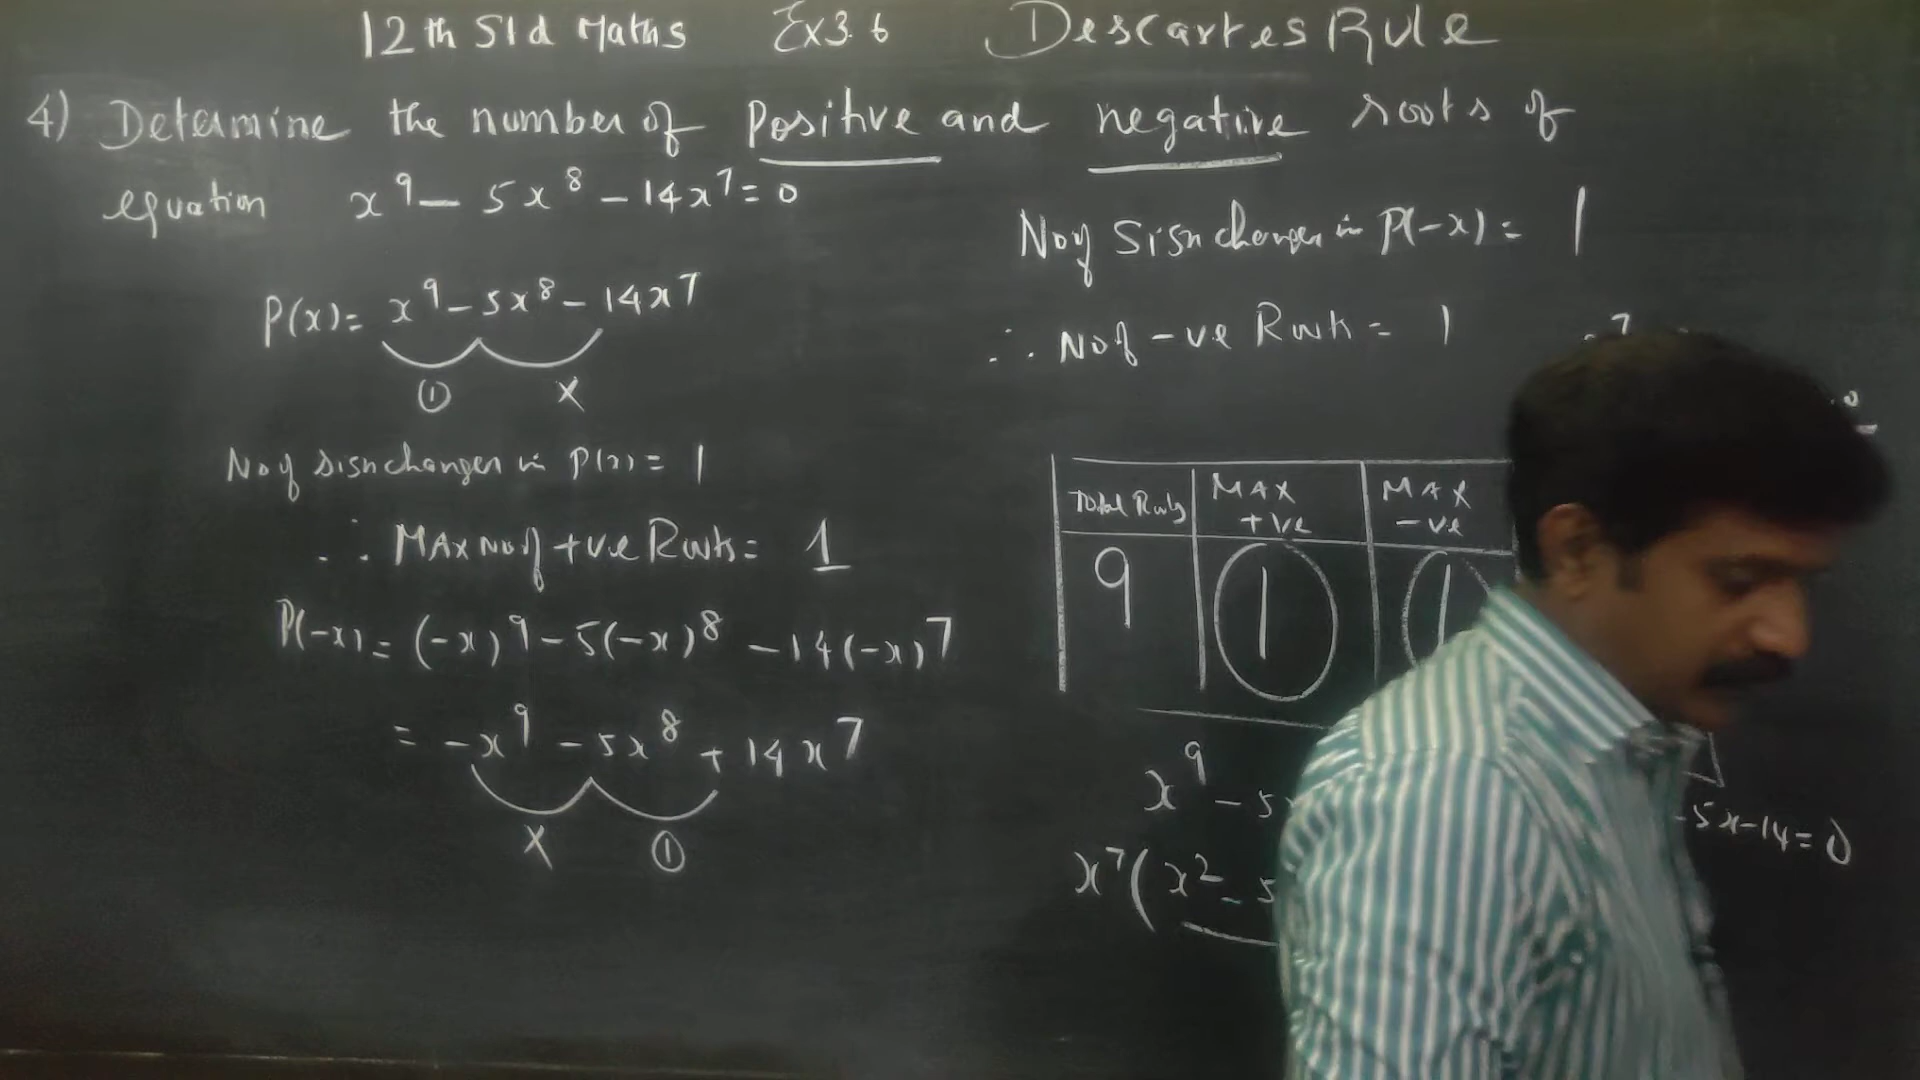 12th Std Maths Ex 3.6 Descartes Rule
4) Determine the number of positive and negative roots of
equation x⁹ - 5x⁸ - 14x⁷ = 0
P(x) = x⁹ - 5x⁸ - 14x⁷
① X
No of sign changes in P(x) = 1
∴ MAX No of +ve Roots = 1
P(-x) = (-x)⁹ - 5(-x)⁸ - 14(-x)⁷
= -x⁹ - 5x⁸ + 14x⁷
X ①
No of sign changes in P(-x) = 1
∴ No of -ve Roots = 1
Total Roots MAX +ve MAX -ve
9 1 1
x⁹ - 5
- 5x - 14 = 0
x⁷(x² - 5